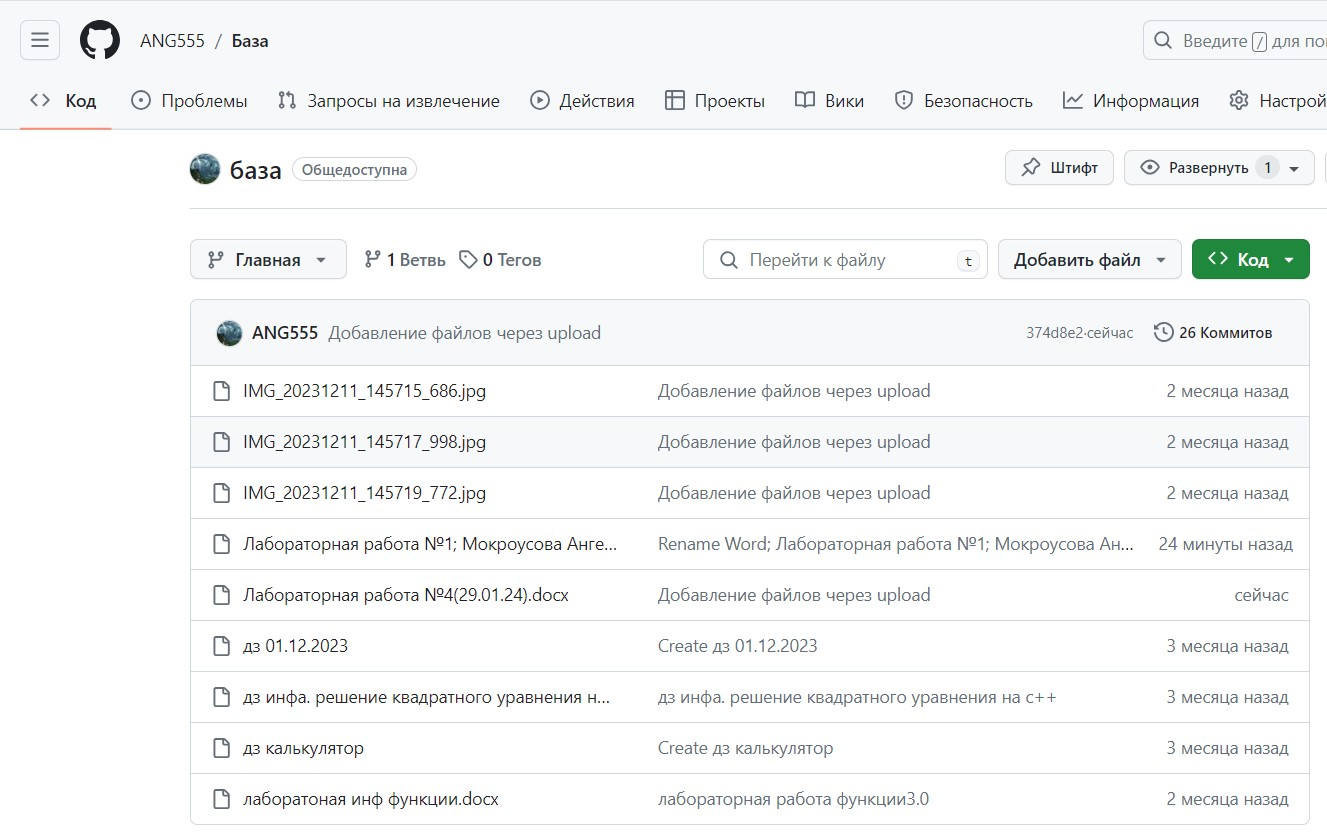 ANG555 / База
Введите / для по
Код Проблемы Запросы на извлечение Действия Проекты Вики Безопасность Информация Настрой
база Общедоступна Штифт Развернуть 1
Главная 1 Ветвь 0 Тегов Перейти к файлу t Добавить файл Код
ANG555 Добавление файлов через upload 374d8e2·сейчас 26 Коммитов
IMG_20231211_145715_686.jpg Добавление файлов через upload 2 месяца назад
IMG_20231211_145717_998.jpg Добавление файлов через upload 2 месяца назад
IMG_20231211_145719_772.jpg Добавление файлов через upload 2 месяца назад
Лабораторная работа №1; Мокроусова Анге... Rename Word; Лабораторная работа №1; Мокроусова Ан... 24 минуты назад
Лабораторная работа №4(29.01.24).docx Добавление файлов через upload сейчас
дз 01.12.2023 Create дз 01.12.2023 3 месяца назад
дз инфа. решение квадратного уравнения н... дз инфа. решение квадратного уравнения на с++ 3 месяца назад
дз калькулятор Create дз калькулятор 3 месяца назад
лаборатоная инф функции.docx лабораторная работа функции3.0 2 месяца назад